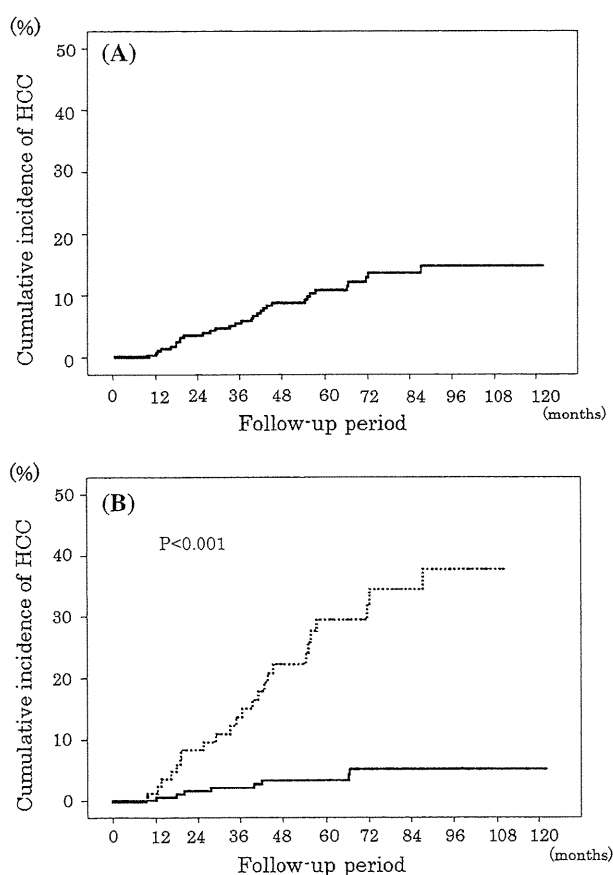 (%)
(A)
50
40
30
20
10
0
Cumulative incidence of HCC
0 12 24 36 48 60 72 84 96 108 120
(months)
Follow-up period
(%)
(B)
P<0.001
50
40
30
20
10
0
Cumulative incidence of HCC
0 12 24 36 48 60 72 84 96 108 120
(months)
Follow-up period